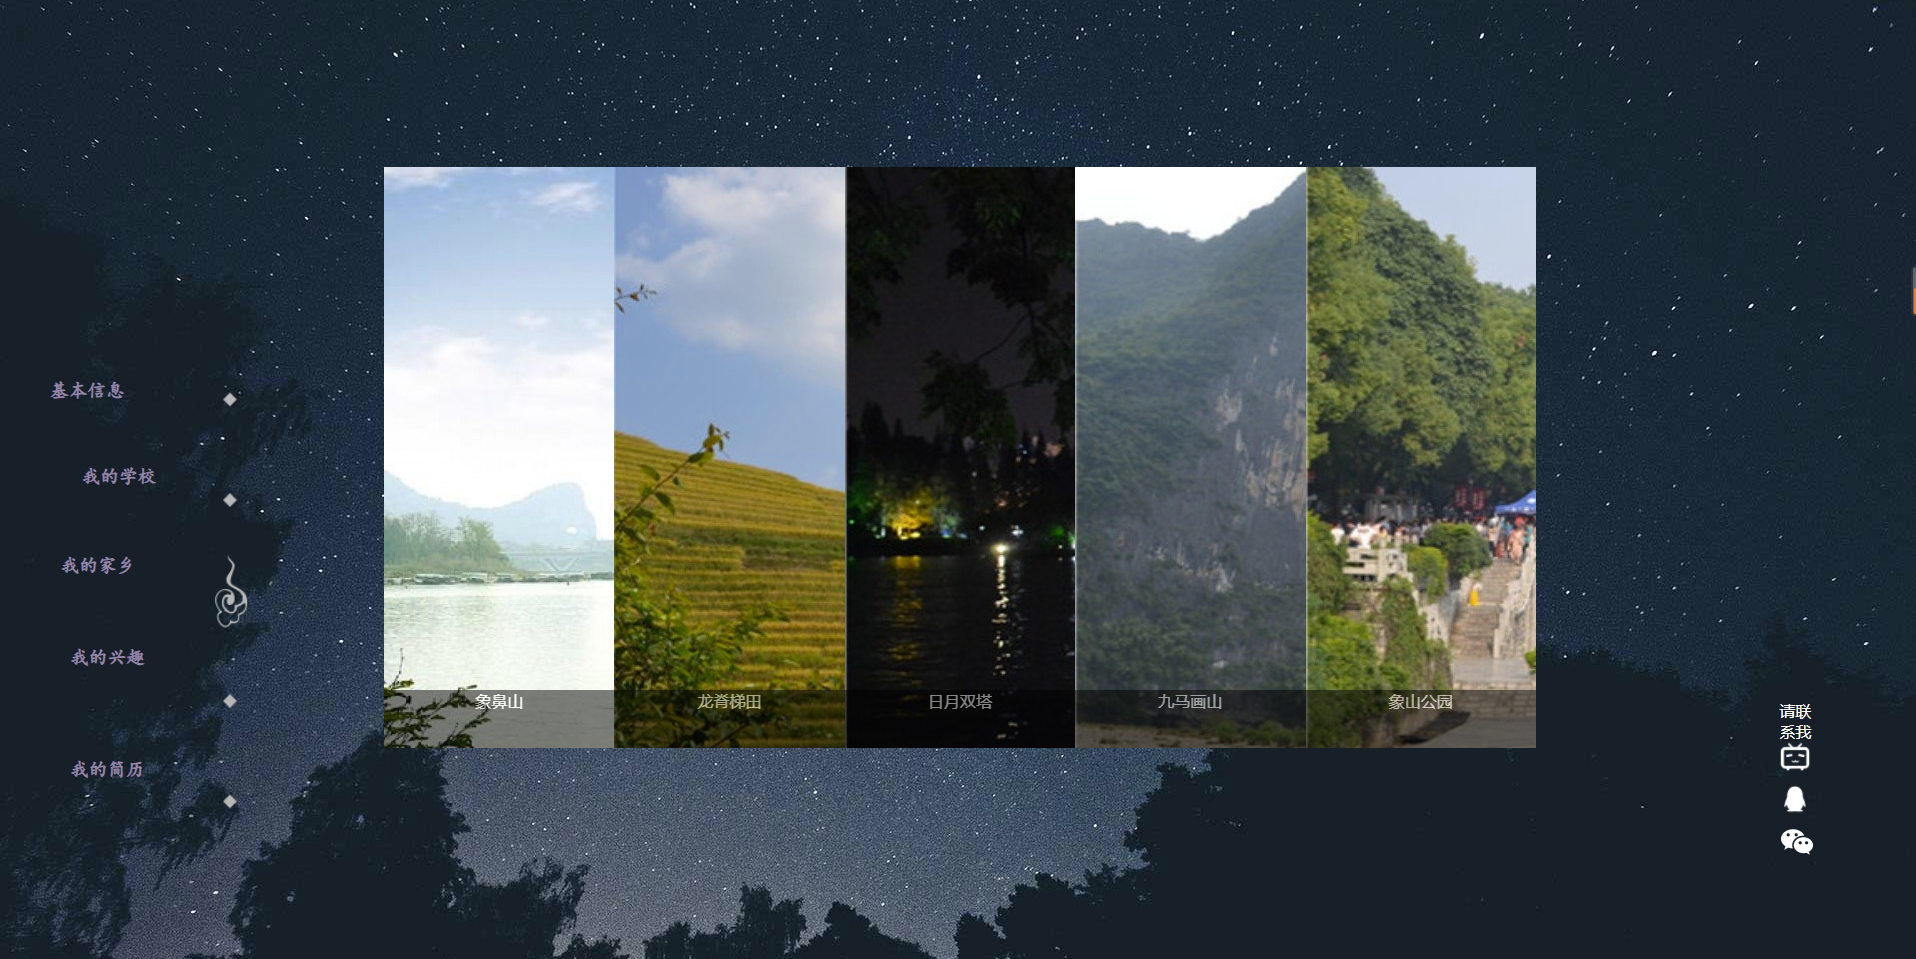 基本信息
我的学校
我的家乡
我的兴趣
我的简历
象鼻山
龙脊梯田
日月双塔
九马画山
象山公园
请联
系我